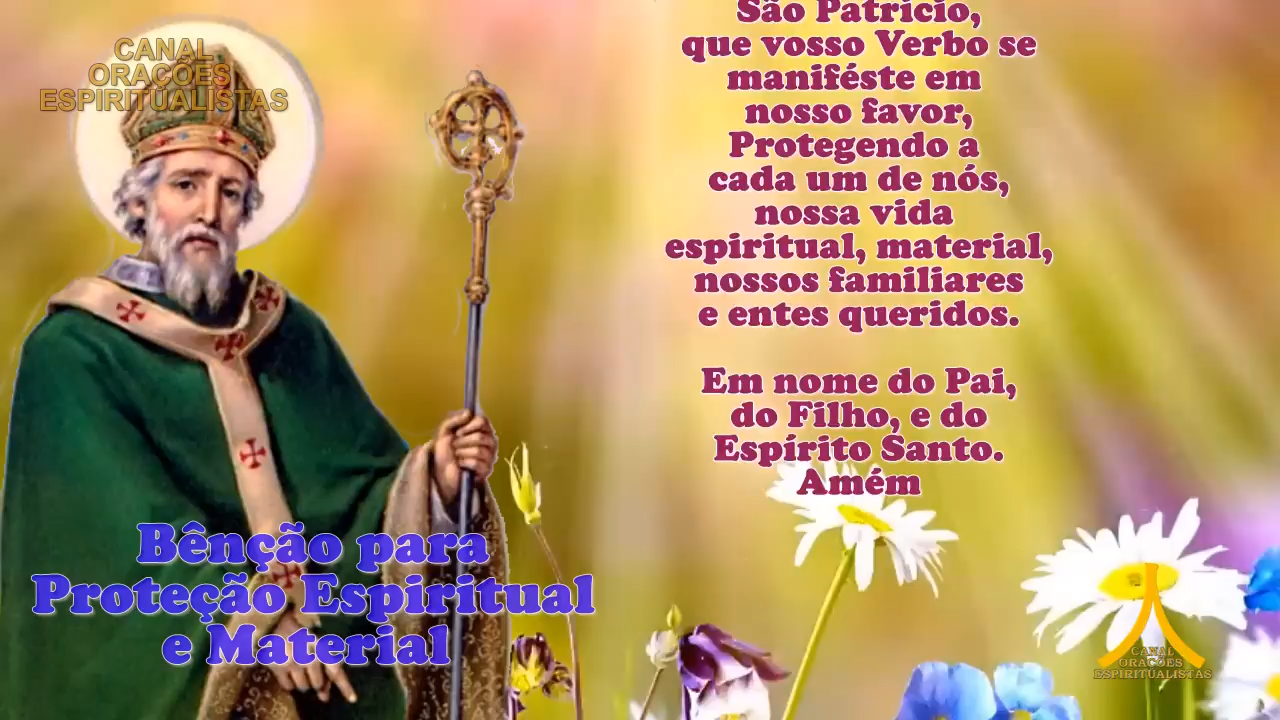 CANAL
ORAÇÕES
ESPIRITUALISTAS
São Patrício,
que vosso Verbo se
maniféste em
nosso favor,
Protegendo a
cada um de nós,
nossa vida
espiritual, material,
nossos familiares
e entes queridos.
Em nome do Pai,
do Filho, e do
Espírito Santo.
Amém
Bênção para
Proteção Espiritual
e Material
CANAL
ORAÇÕES
ESPIRITUALISTAS